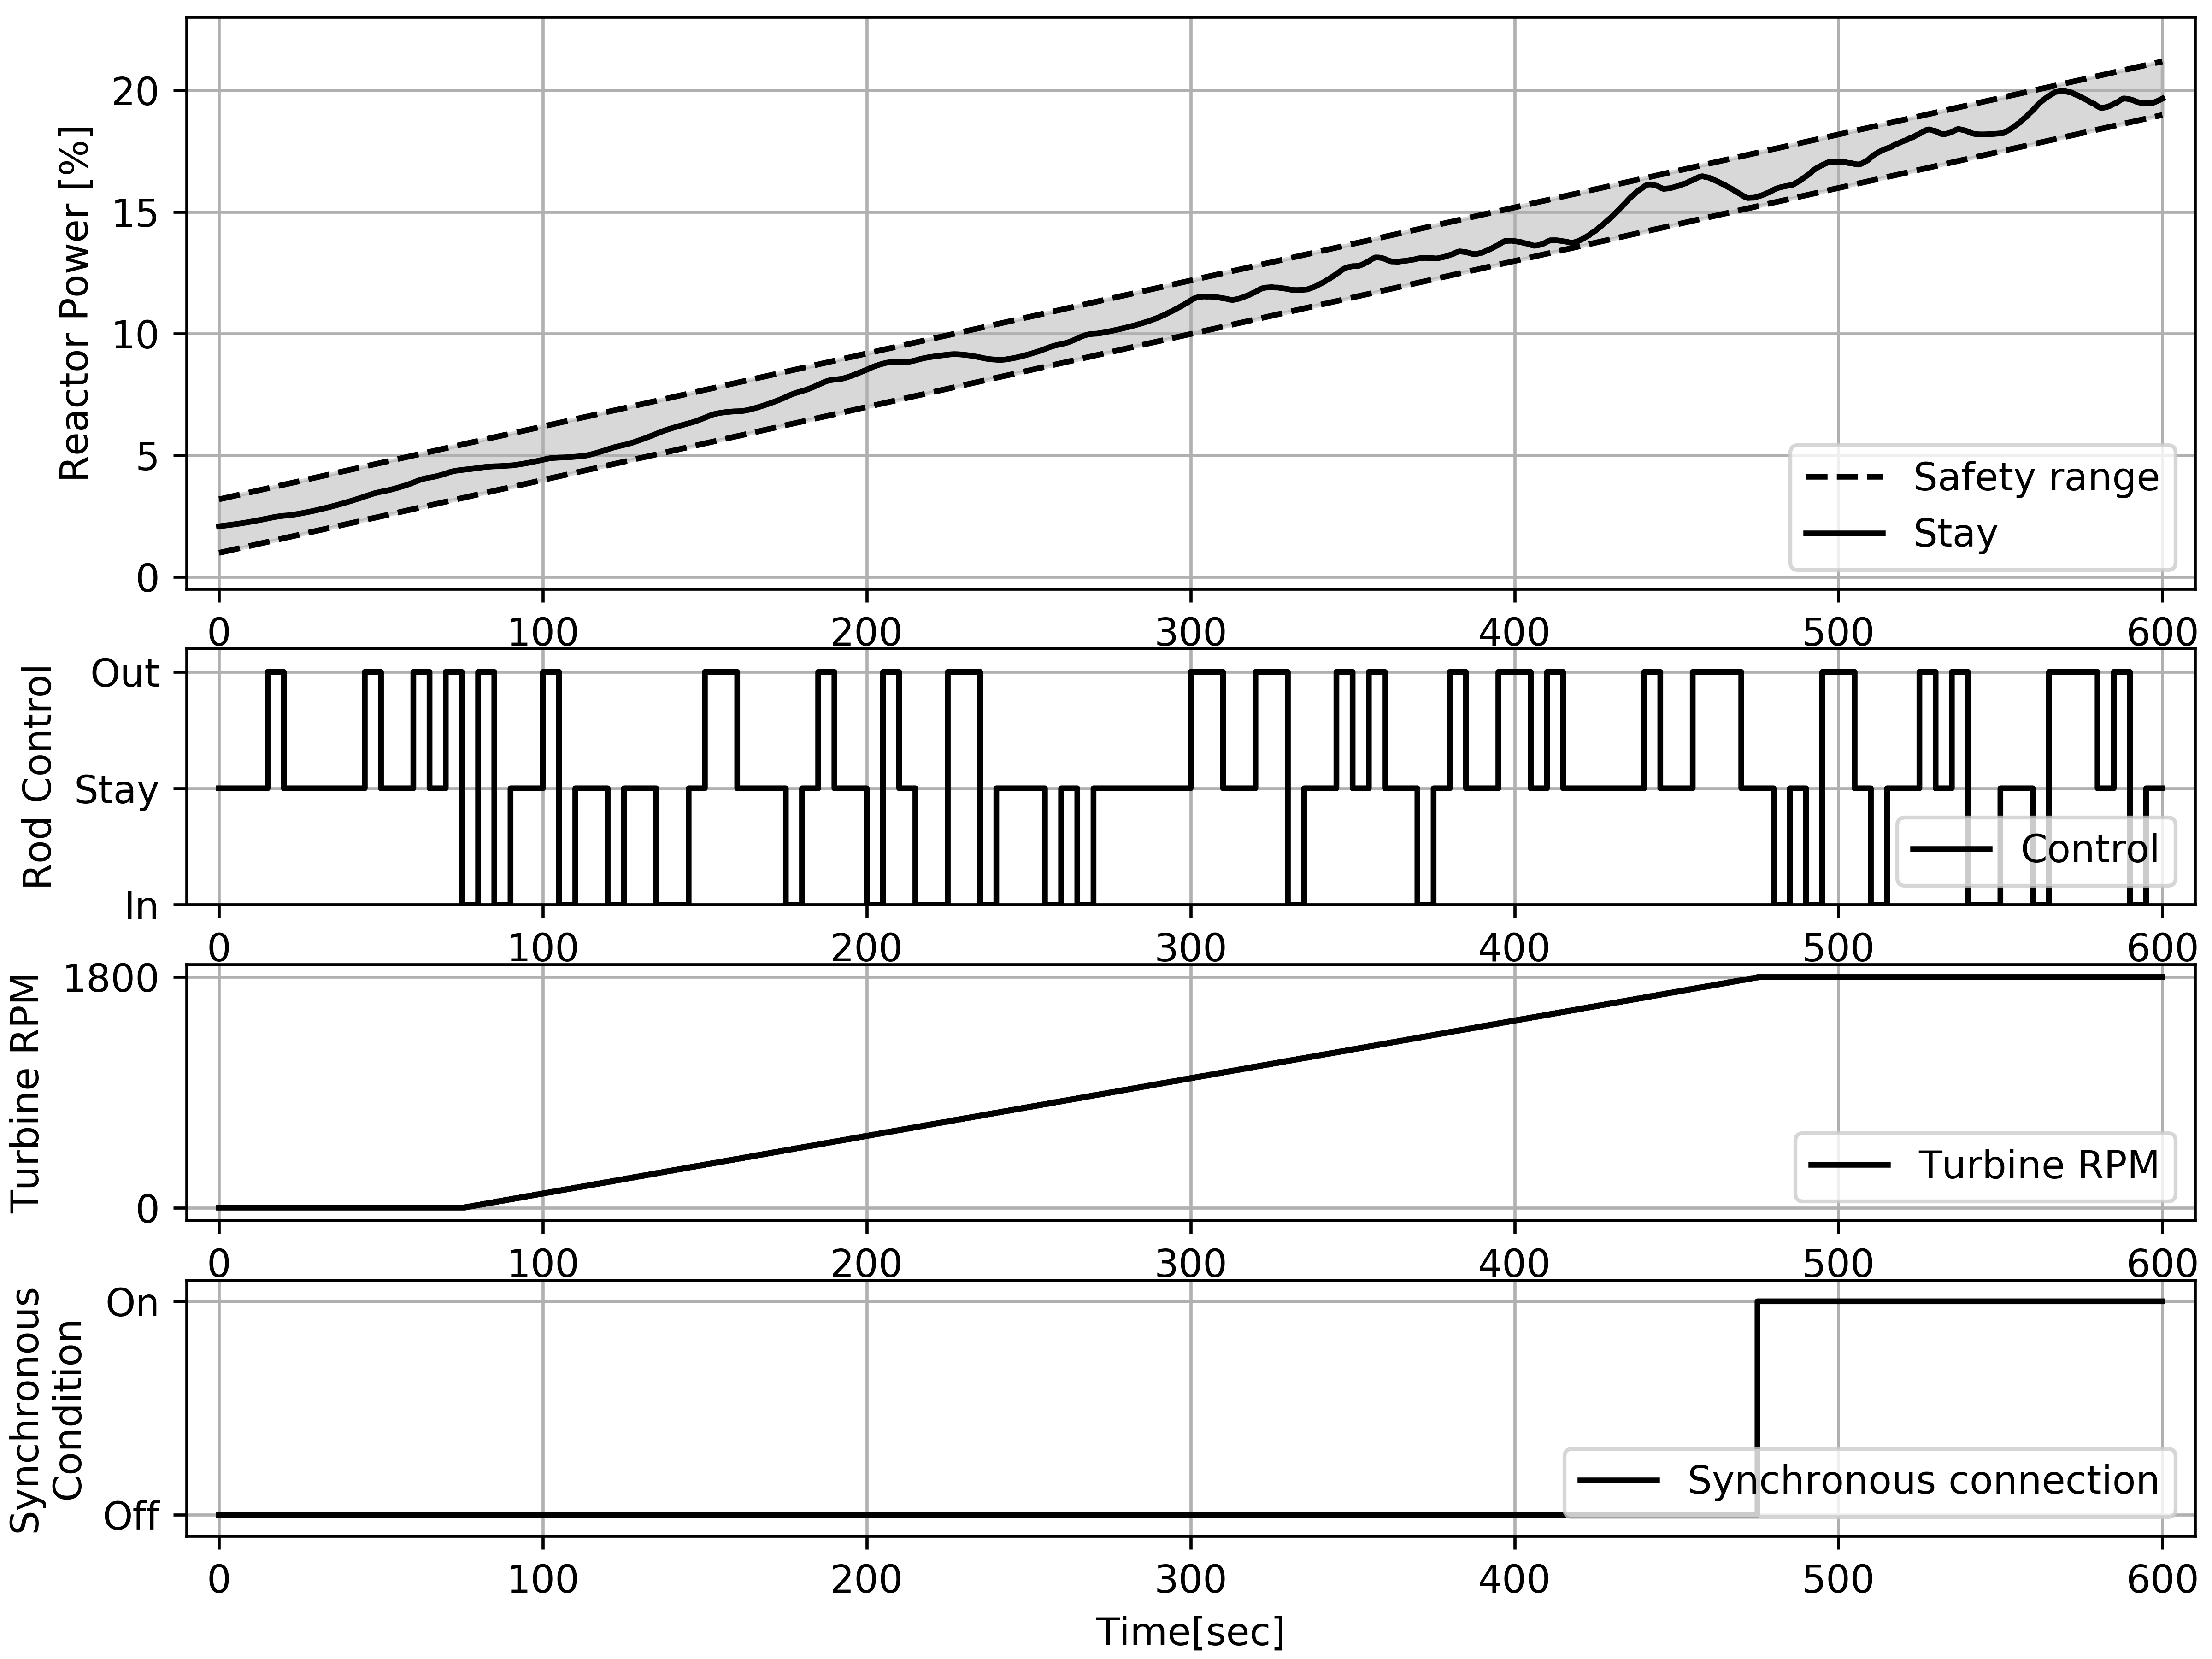 Reactor Power [%]
20
15
10
5
0
Safety range
Stay
0 100 200 300 400 500 600
Rod Control
Out
Stay
In
Control
0 100 200 300 400 500 600
Turbine RPM
1800
0
Turbine RPM
0 100 200 300 400 500 600
Synchronous
Condition
On
Off
Synchronous connection
0 100 200 300 400 500 600
Time[sec]